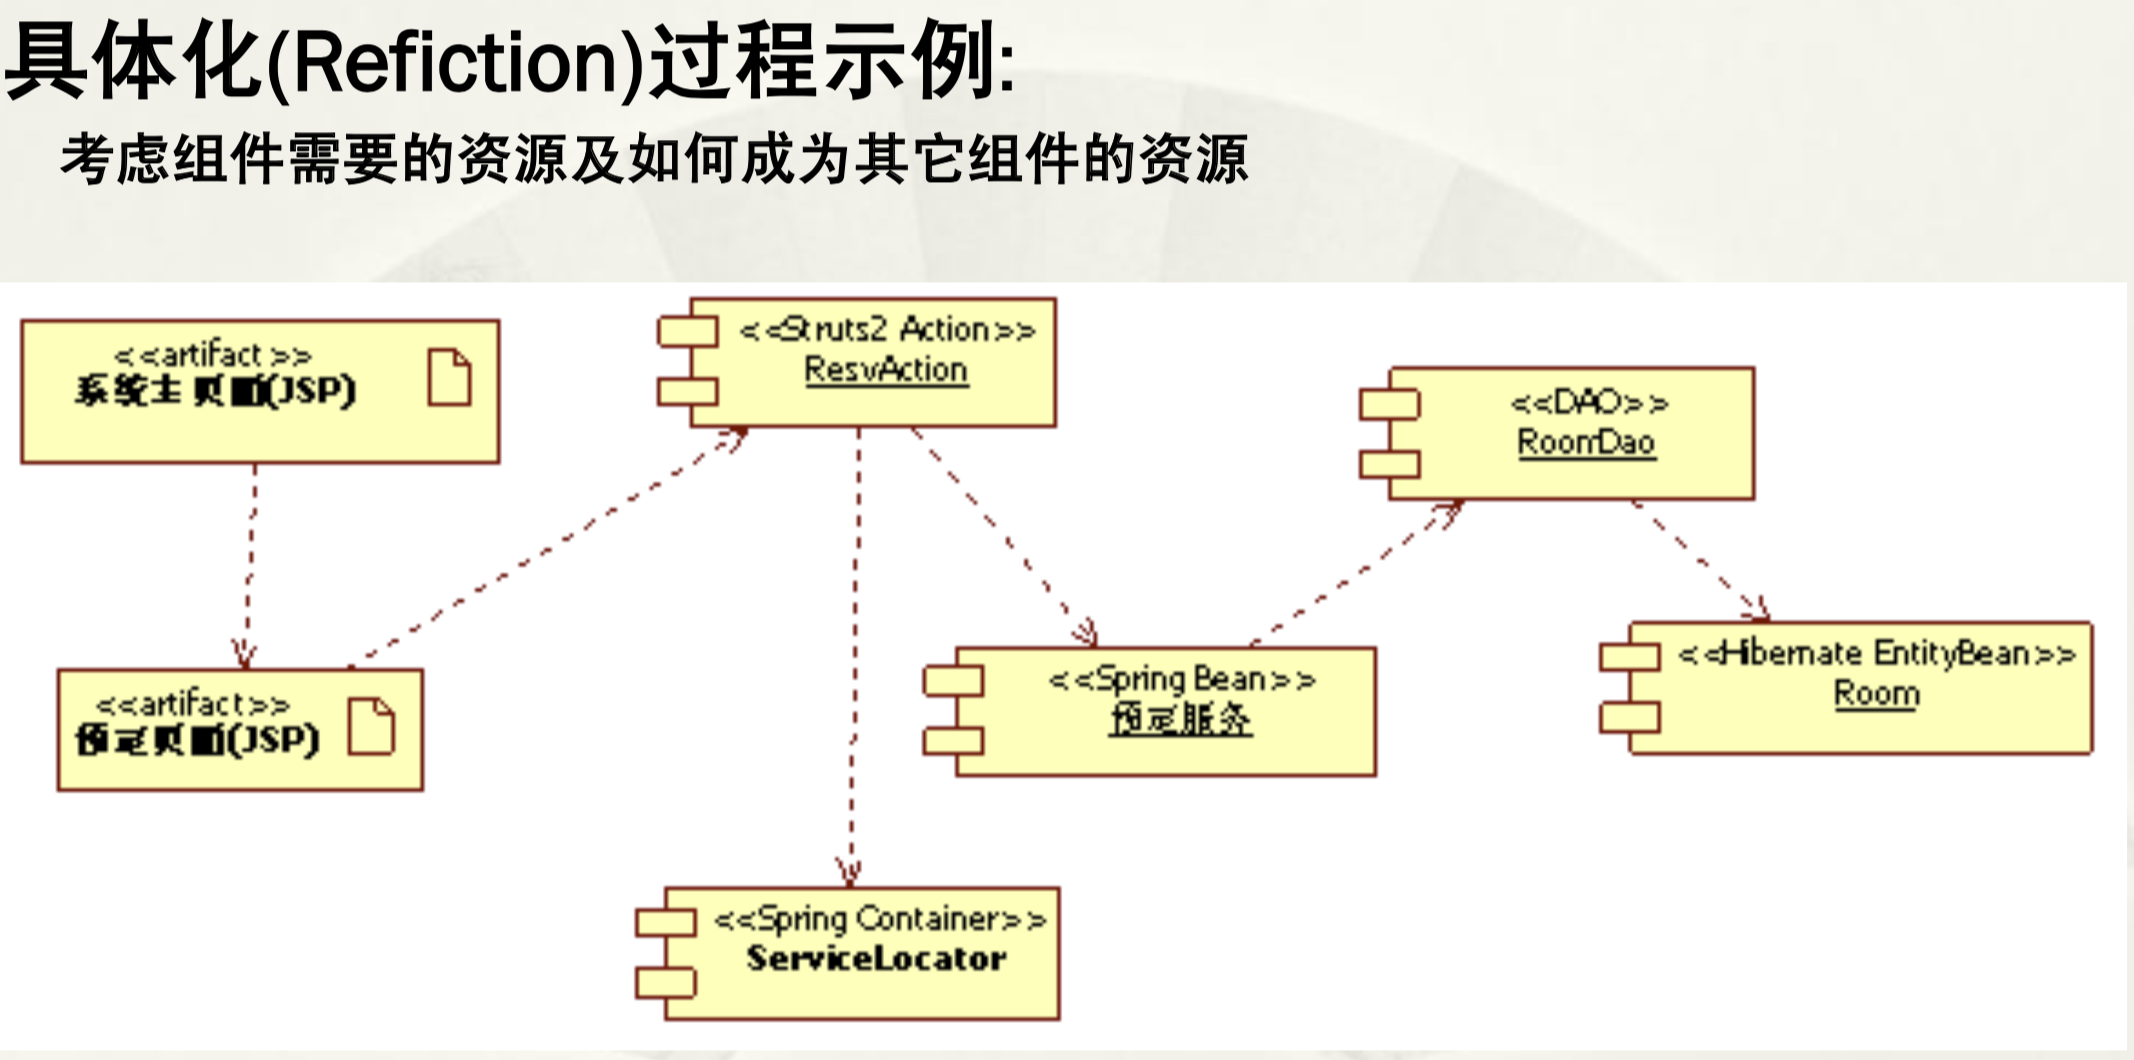 具体化(Refiction)过程示例:
考虑组件需要的资源及如何成为其它组件的资源
<<artifact>>
系统主页面(JSP)
<<Struts2 Action>>
ResvAction
<<DAO>>
RoomDao
<<artifact>>
预定页面(JSP)
<<Spring Bean>>
预定服务
<<Hibernate EntityBean>>
Room
<<Spring Container>>
ServiceLocator